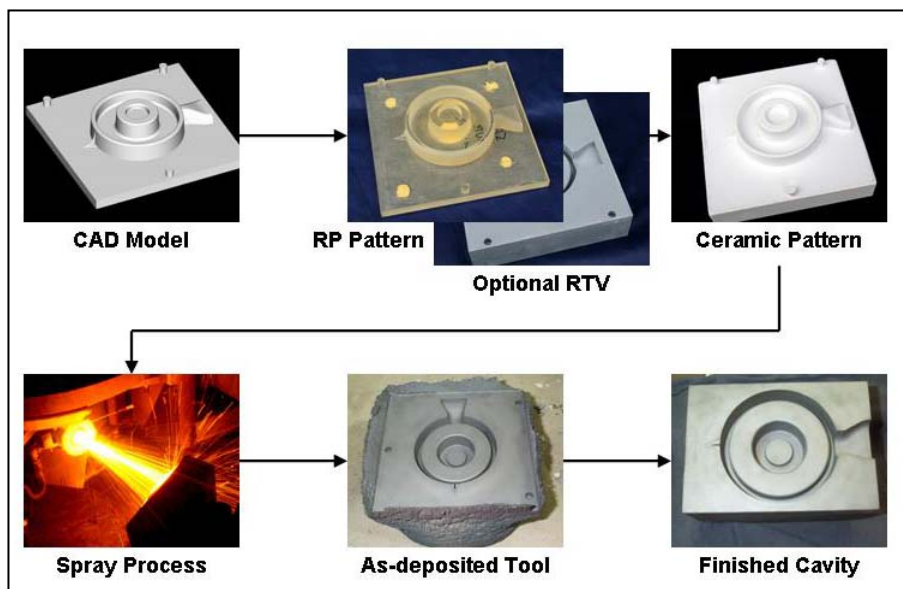 CAD Model
RP Pattern
Optional RTV
Ceramic Pattern
Spray Process
As-deposited Tool
Finished Cavity